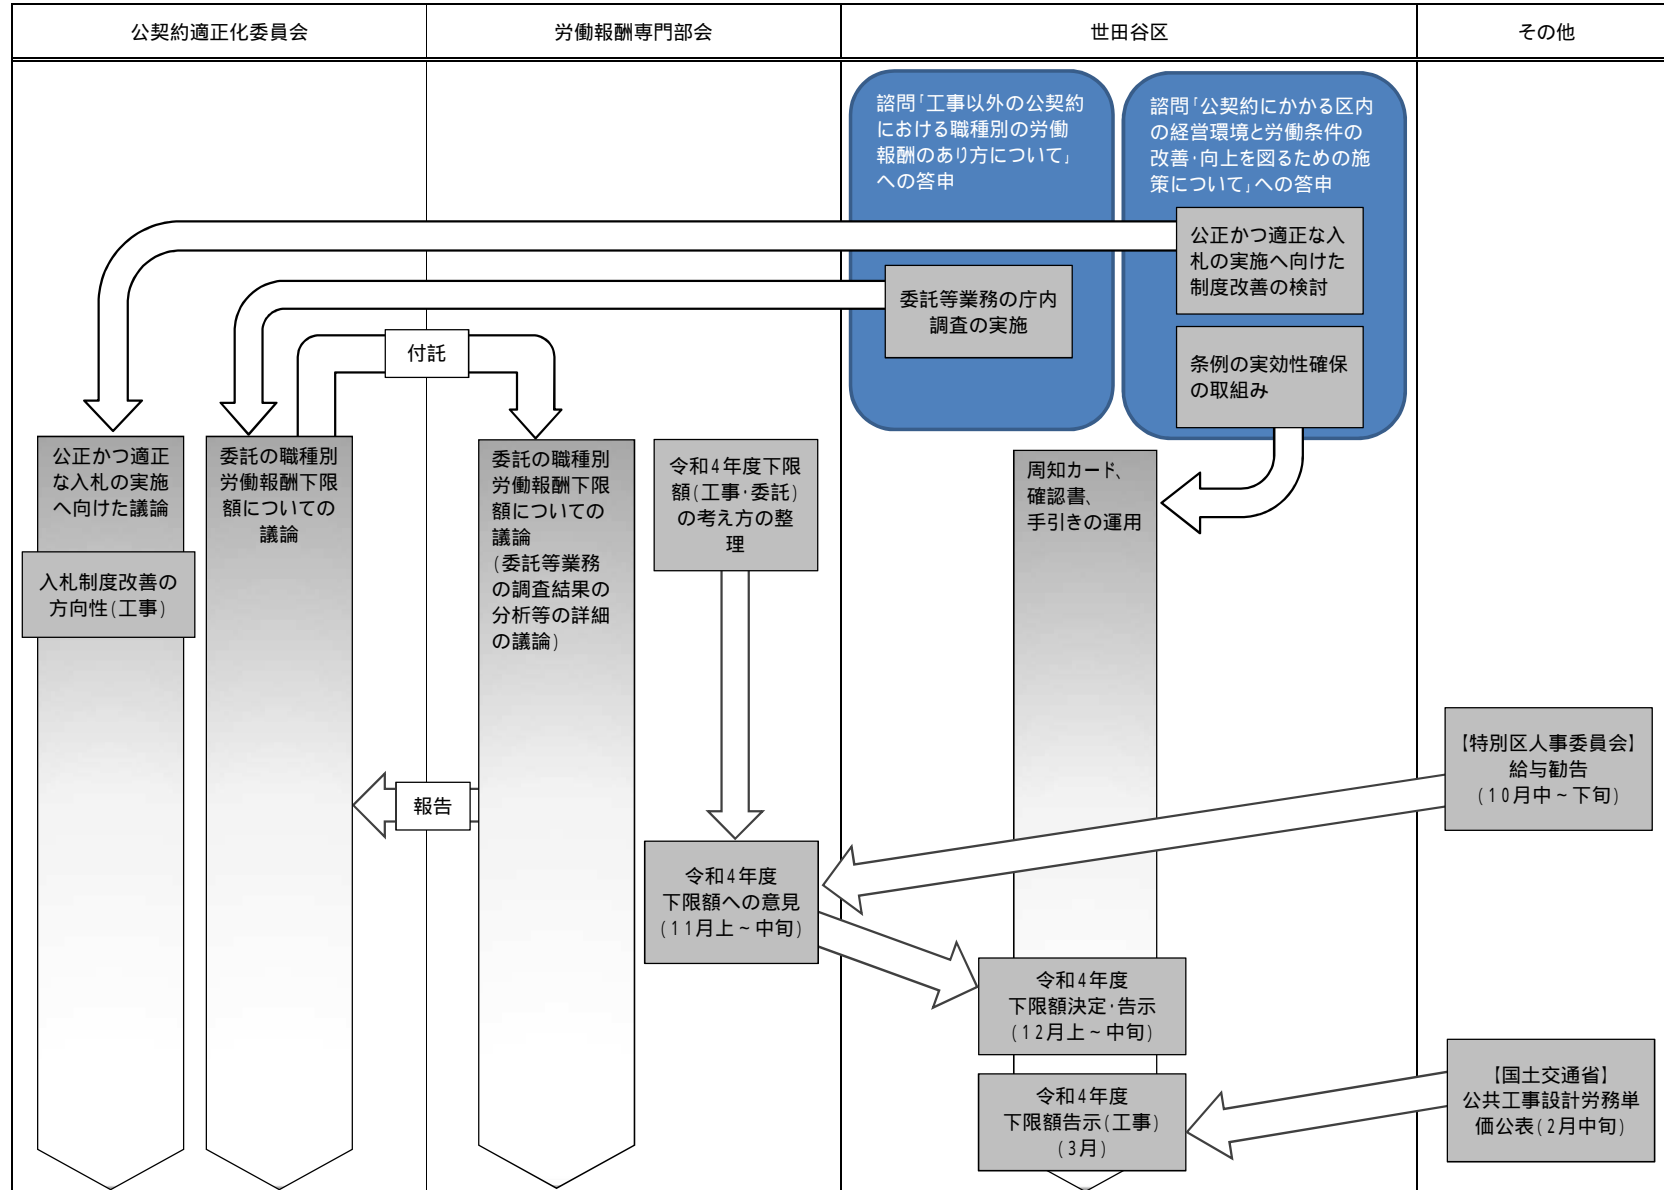 公契約適正化委員会
労働報酬専門部会
世田谷区
その他
諮問｢工事以外の公契約
における職種別の労働
報酬のあり方について｣
への答申
諮問｢公契約にかかる区内
の経営環境と労働条件の
改善･向上を図るための施
策について｣への答申
公正かつ適正な入
札の実施へ向けた
制度改善の検討
委託等業務の庁内
調査の実施
条例の実効性確保
の取組み
付託
公正かつ適正
な入札の実施
へ向けた議論
入札制度改善の
方向性(工事)
委託の職種別
労働報酬下限
額についての
議論
委託の職種別
労働報酬下限
額についての
議論
(委託等業務
の調査結果の
分析等の詳細
の議論)
令和4年度下限
額(工事･委託)
の考え方の整
理
周知カード、
確認書、
手引きの運用
報告
令和4年度
下限額への意見
(11月上～中旬)
【特別区人事委員会】
給与勧告
(10月中～下旬)
令和4年度
下限額決定･告示
(12月上～中旬)
令和4年度
下限額告示(工事)
(3月)
【国土交通省】
公共工事設計労務単
価公表(2月中旬)